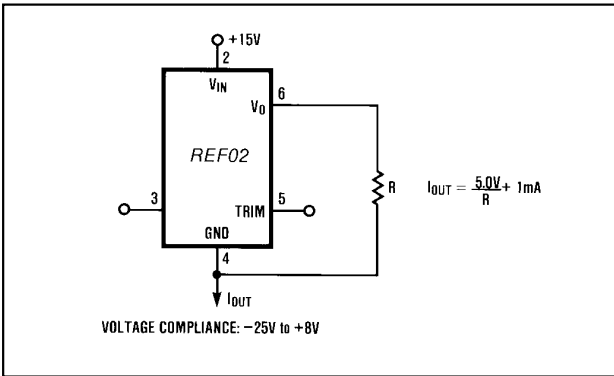 +15V
2
VIN
6
VO
REF02
3
5
R
IOUT = 5.0V/R + 1mA
TRIM
GND
4
IOUT
VOLTAGE COMPLIANCE: −25V to +8V